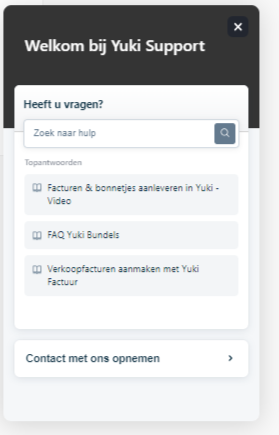 Welkom bij Yuki Support
Heeft u vragen?
Zoek naar hulp
Topantwoorden
Facturen & bonnetjes aanleveren in Yuki -
Video
FAQ Yuki Bundels
Verkoopfacturen aanmaken met Yuki
Factuur
Contact met ons opnemen